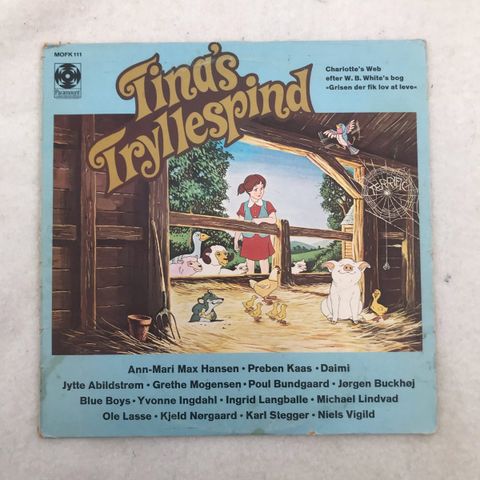 MOFK 111
Paramount
Tina's
Tryllespind
Charlotte's Web
efter W. B. White's bog
»Grisen der fik lov at leve«
TERRIFIC
Ann-Mari Max Hansen • Preben Kaas • Daimi
Jytte Abildstrøm • Grethe Mogensen • Poul Bundgaard • Jørgen Buckhøj
Blue Boys • Yvonne Ingdahl • Ingrid Langballe • Michael Lindvad
Ole Lasse • Kjeld Nørgaard • Karl Stegger • Niels Vigild